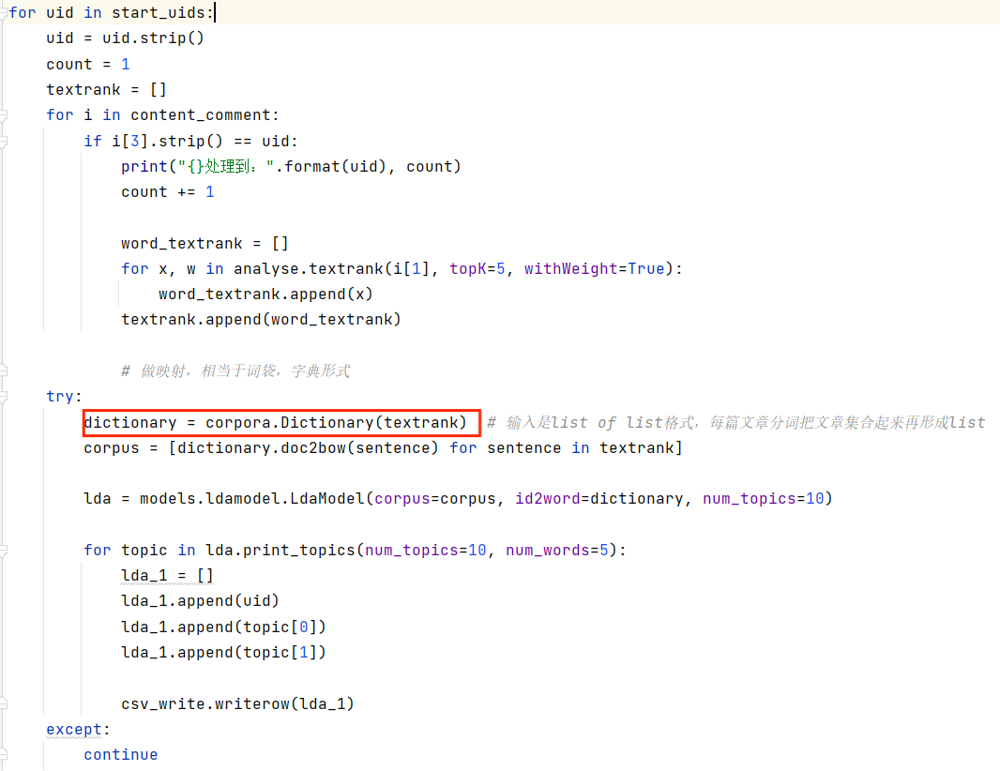 for uid in start_uids:
    uid = uid.strip()
    count = 1
    textrank = []
    for i in content_comment:
        if i[3].strip() == uid:
            print("{}处理到：".format(uid), count)
            count += 1
            word_textrank = []
            for x, w in analyse.textrank(i[1], topK=5, withWeight=True):
                word_textrank.append(x)
            textrank.append(word_textrank)
            # 做映射，相当于词袋，字典形式
    try:
        dictionary = corpora.Dictionary(textrank)  # 输入是list of list格式，每篇文章分词把文章集合起来再形成list
        corpus = [dictionary.doc2bow(sentence) for sentence in textrank]
        lda = models.ldamodel.LdaModel(corpus=corpus, id2word=dictionary, num_topics=10)
        for topic in lda.print_topics(num_topics=10, num_words=5):
            lda_1 = []
            lda_1.append(uid)
            lda_1.append(topic[0])
            lda_1.append(topic[1])
            csv_write.writerow(lda_1)
    except:
        continue